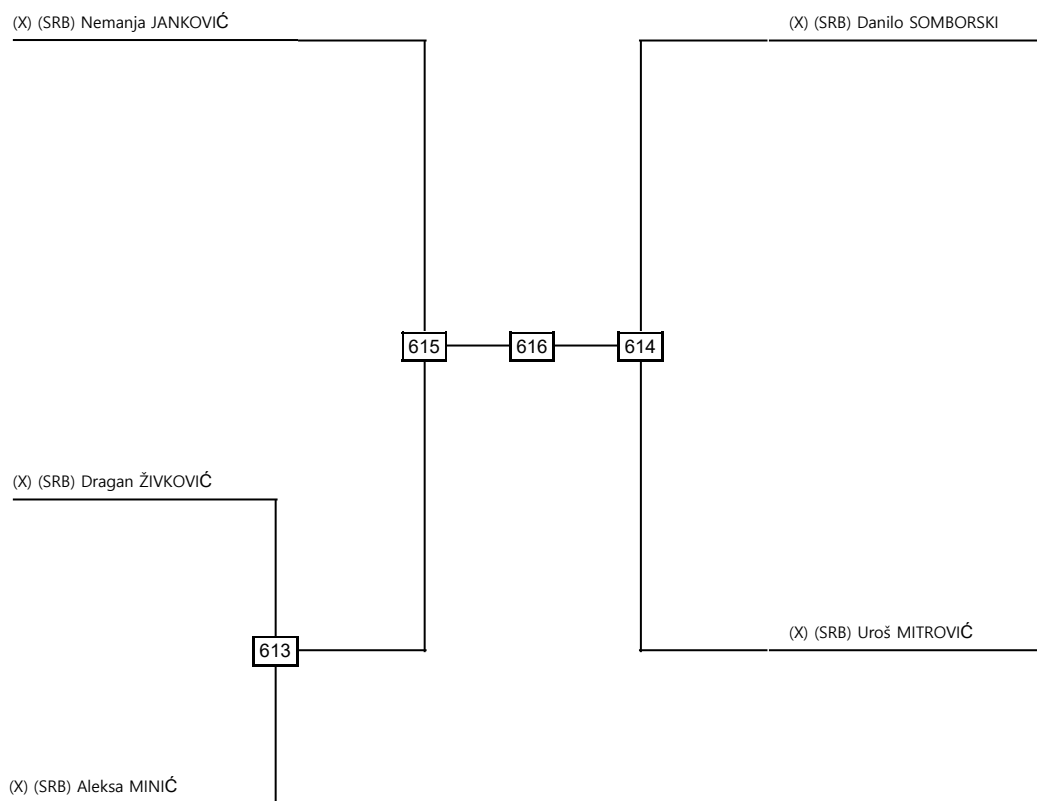 (X) (SRB) Nemanja JANKOVIĆ
(X) (SRB) Danilo SOMBORSKI
615
616
614
(X) (SRB) Dragan ŽIVKOVIĆ
(X) (SRB) Uroš MITROVIĆ
613
(X) (SRB) Aleksa MINIĆ